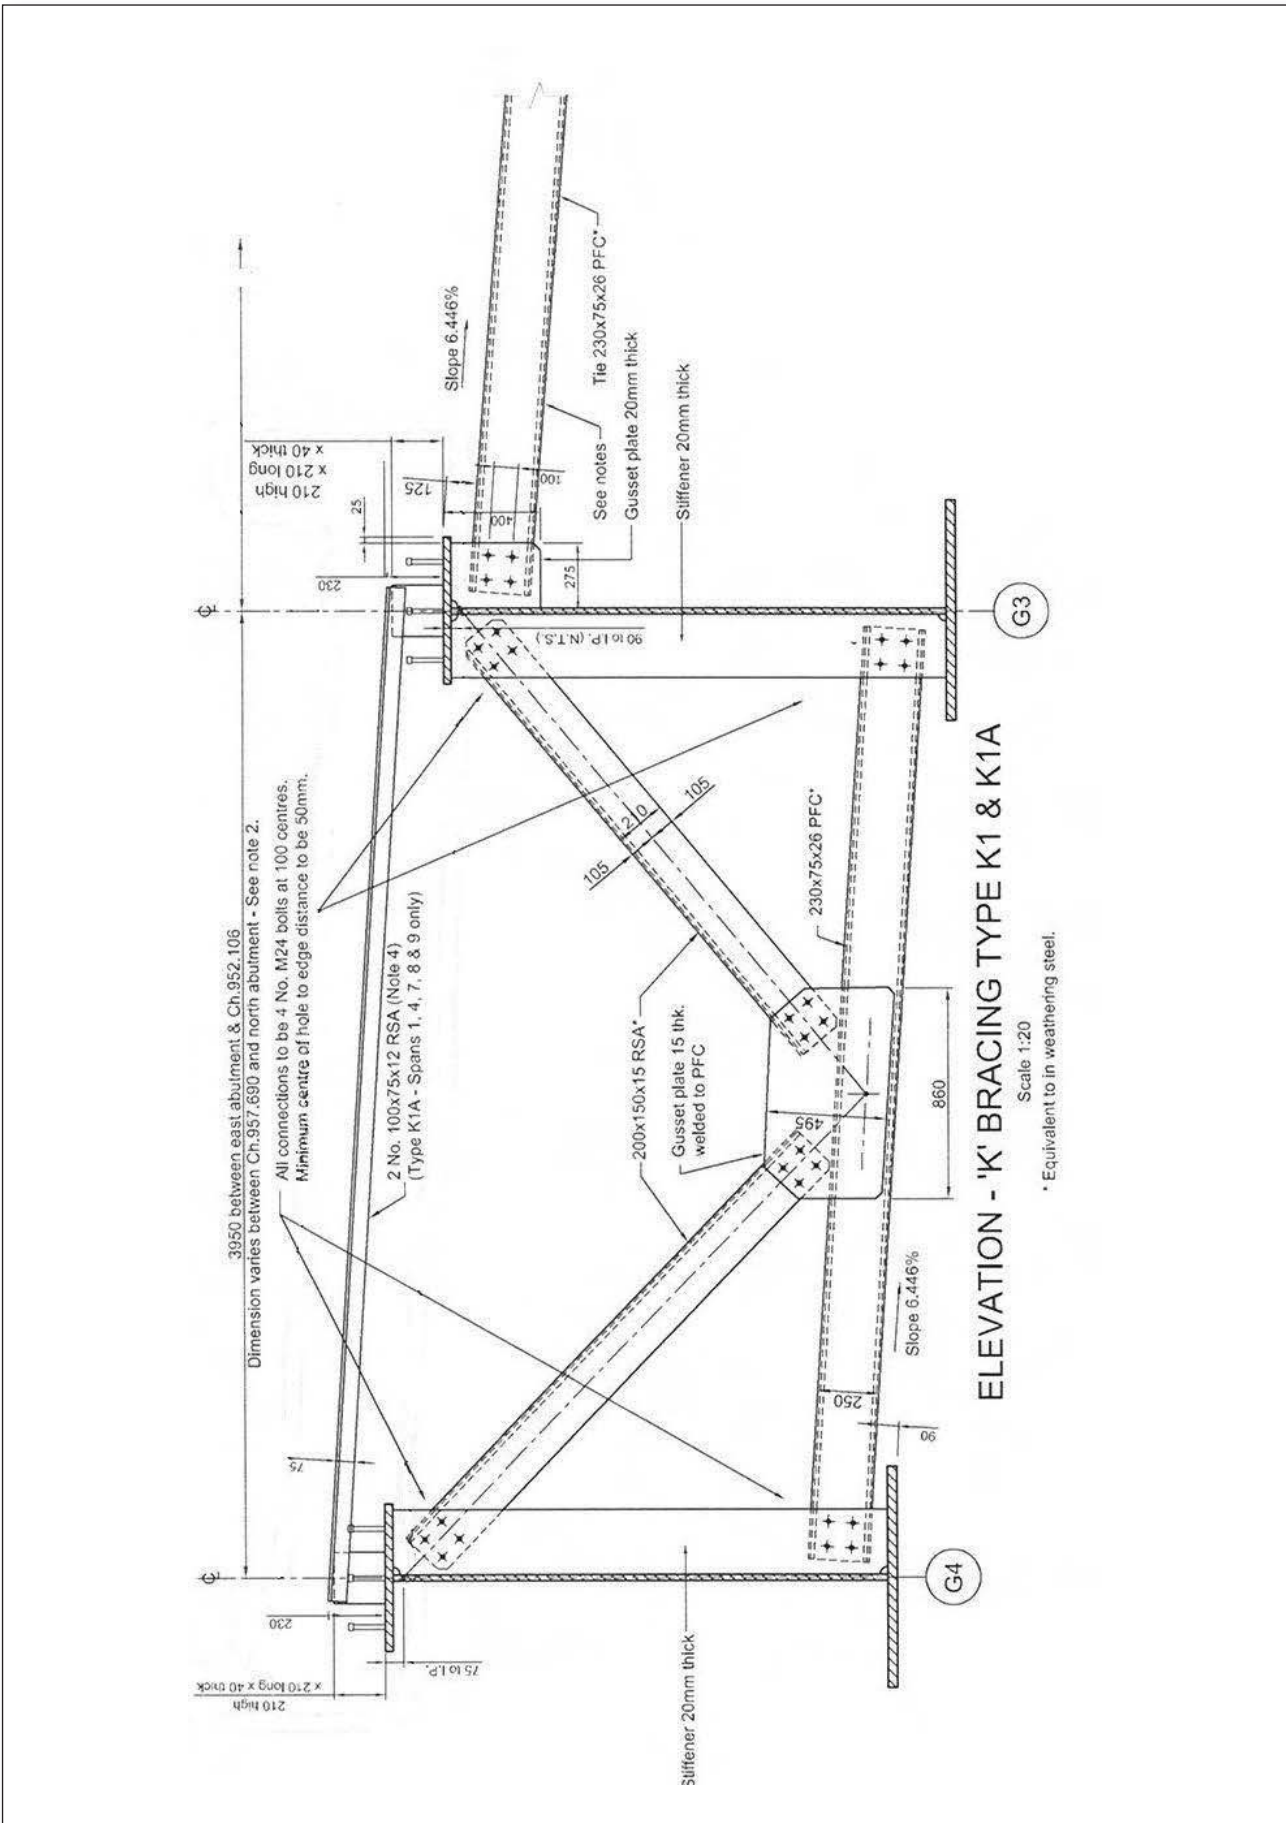 3950 between east abutment & Ch.952.106
Dimension varies between Ch.957.690 and north abutment - See note 2.
All connections to be 4 No. M24 bolts at 100 centres.
Minimum centre of hole to edge distance to be 50mm.
2 No. 100x75x12 RSA (Note 4)
(Type K1A - Spans 1, 4, 7, 8 & 9 only)
210 high
x 210 long x 40 thick
230
75 to I.P.
75
℄
℄
210 high
x 210 long
x 40 thick
230
25
125
400
100
275
90 to I.P. (N.T.S.)
Slope 6.446%
Tie 230x75x26 PFC*
See notes
Gusset plate 20mm thick
Stiffener 20mm thick
105
210
105
200x150x15 RSA*
Gusset plate 15 thk.
welded to PFC
230x75x26 PFC*
495
860
250
90
Slope 6.446%
Stiffener 20mm thick
G4
G3
ELEVATION - 'K' BRACING TYPE K1 & K1A
Scale 1:20
* Equivalent to in weathering steel.